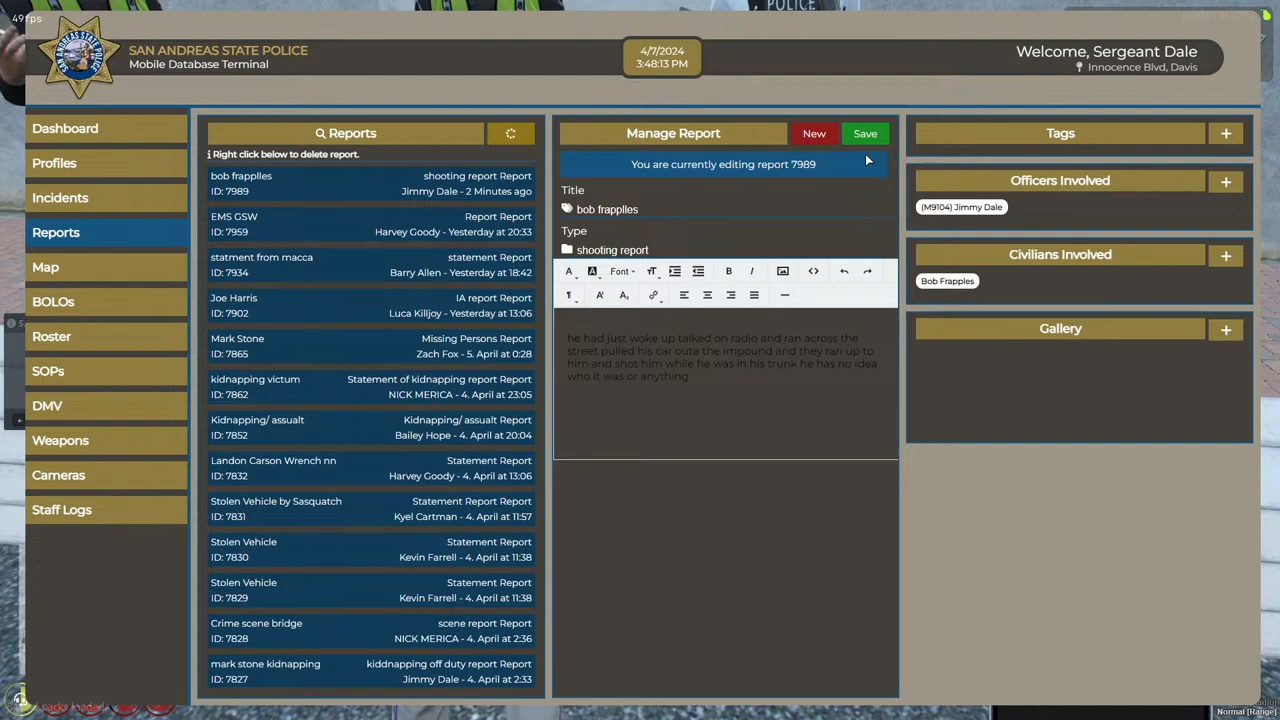 49fps
POLICE
SAN ANDREAS STATE POLICE
Mobile Database Terminal
4/7/2024
3:48:13 PM
Welcome, Sergeant Dale
Innocence Blvd, Davis
Dashboard
Profiles
Incidents
Reports
Map
BOLOs
Roster
SOPs
DMV
Weapons
Cameras
Staff Logs
Reports
Right click below to delete report.
bob frapplles shooting report Report
ID: 7989 Jimmy Dale - 2 Minutes ago
EMS GSW Report Report
ID: 7959 Harvey Goody - Yesterday at 20:33
statment from macca statement Report
ID: 7934 Barry Allen - Yesterday at 18:42
Joe Harris IA report Report
ID: 7902 Luca Killjoy - Yesterday at 13:06
Mark Stone Missing Persons Report
ID: 7865 Zach Fox - 5. April at 0:28
kidnapping victum Statement of kidnapping report Report
ID: 7862 NICK MERICA - 4. April at 23:05
Kidnapping/ assualt Kidnapping/ assault Report
ID: 7852 Bailey Hope - 4. April at 20:04
Landon Carson Wrench nn Statement Report
ID: 7832 Harvey Goody - 4. April at 13:06
Stolen Vehicle by Sasquatch Statement Report Report
ID: 7831 Kyel Cartman - 4. April at 11:57
Stolen Vehicle Statement Report
ID: 7830 Kevin Farrell - 4. April at 11:38
Stolen Vehicle Statement Report
ID: 7829 Kevin Farrell - 4. April at 11:38
Crime scene bridge scene report Report
ID: 7828 NICK MERICA - 4. April at 2:36
mark stone kidnapping kiddnapping off duty report Report
ID: 7827 Jimmy Dale - 4. April at 2:33
Manage Report New Save
You are currently editing report 7989
Title
bob frapplles
Type
shooting report
Font
he had just woke up talked on radio and ran across the
street pulled his car outa the impound and they ran up to
him and shot him while he was in his trunk he has no idea
who it was or anything
Tags +
Officers Involved +
(M9104) Jimmy Dale
Civilians Involved +
Bob Frapples
Gallery +
packs loaded
Normal [Range]